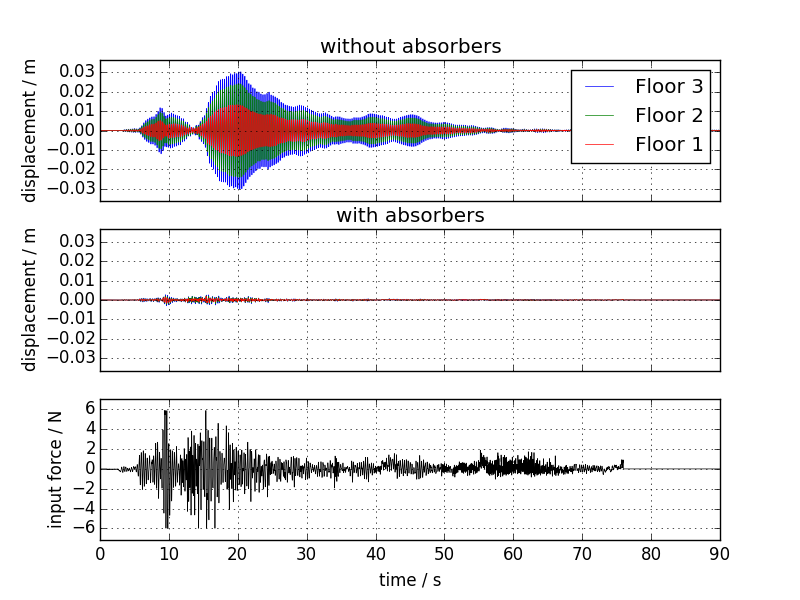 without absorbers
displacement / m
0.03
0.02
0.01
0.00
−0.01
−0.02
−0.03
Floor 3
Floor 2
Floor 1
with absorbers
displacement / m
0.03
0.02
0.01
0.00
−0.01
−0.02
−0.03
input force / N
6
4
2
0
−2
−4
−6
0 10 20 30 40 50 60 70 80 90
time / s